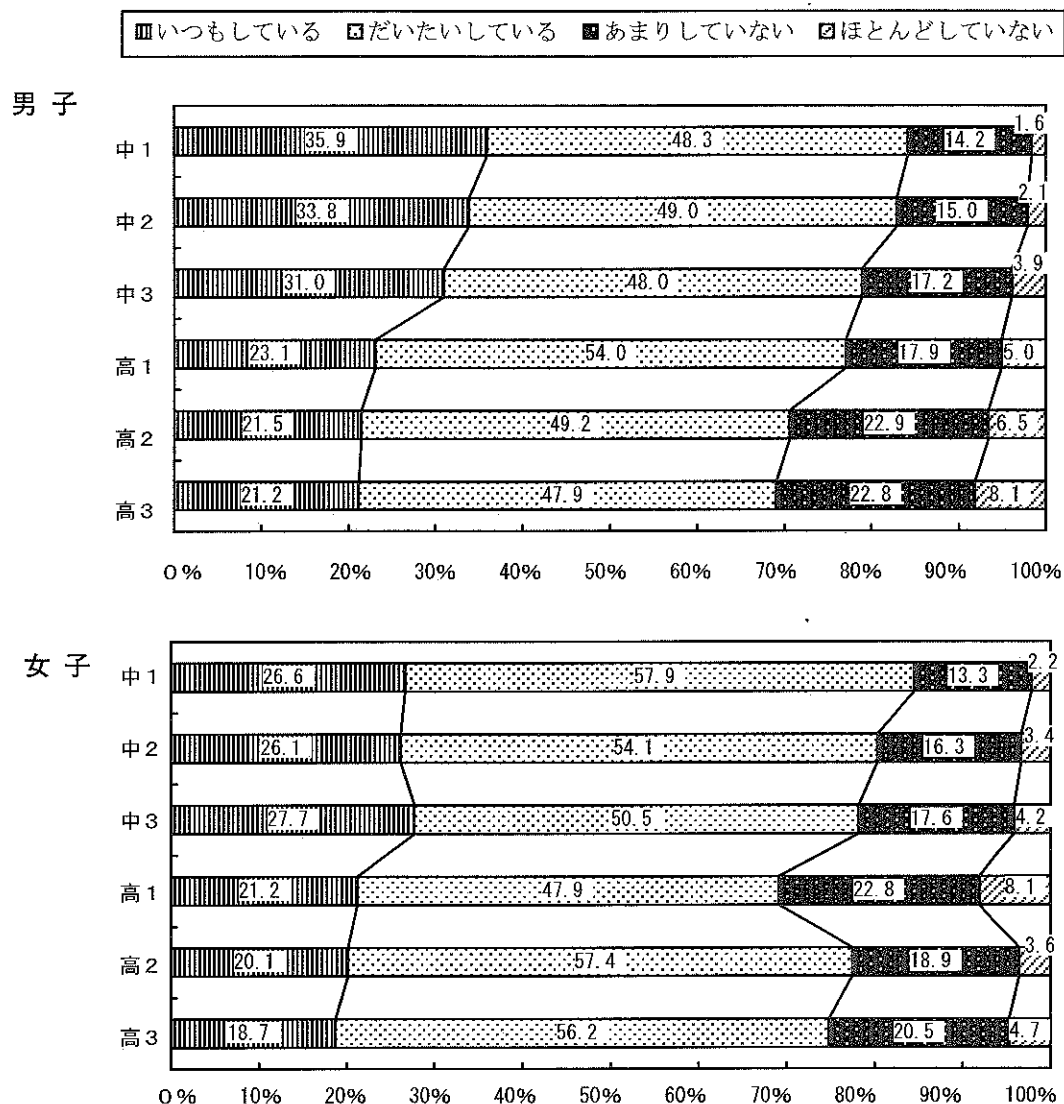 いつもしている だいたいしている あまりしていない ほとんどしていない
男子
中1 35.9 48.3 14.2 1.6
中2 33.8 49.0 15.0 2.1
中3 31.0 48.0 17.2 3.9
高1 23.1 54.0 17.9 5.0
高2 21.5 49.2 22.9 6.5
高3 21.2 47.9 22.8 8.1
0% 10% 20% 30% 40% 50% 60% 70% 80% 90% 100%
女子
中1 26.6 57.9 13.3 2.2
中2 26.1 54.1 16.3 3.4
中3 27.7 50.5 17.6 4.2
高1 21.2 47.9 22.8 8.1
高2 20.1 57.4 18.9 3.6
高3 18.7 56.2 20.5 4.7
0% 10% 20% 30% 40% 50% 60% 70% 80% 90% 100%